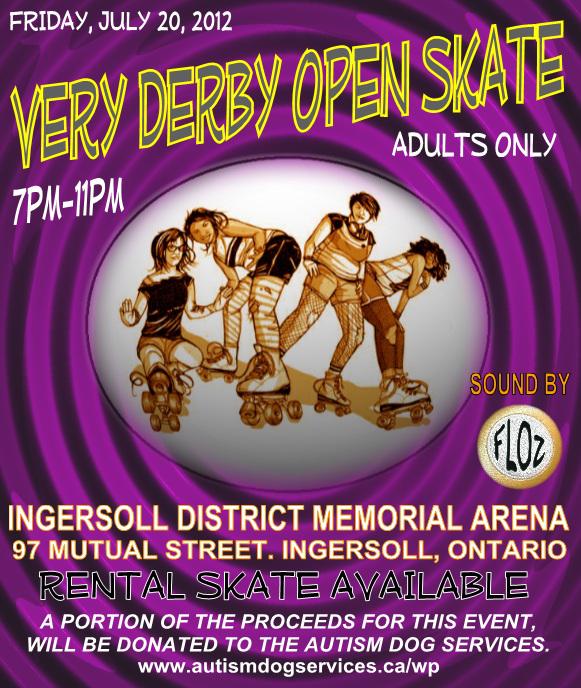 FRIDAY, JULY 20, 2012
VERY DERBY OPEN SKATE
ADULTS ONLY
7PM-11PM
SOUND BY
FLOZ
INGERSOLL DISTRICT MEMORIAL ARENA
97 MUTUAL STREET. INGERSOLL, ONTARIO
RENTAL SKATE AVAILABLE
A PORTION OF THE PROCEEDS FOR THIS EVENT,
WILL BE DONATED TO THE AUTISM DOG SERVICES.
www.autismdogservices.ca/wp